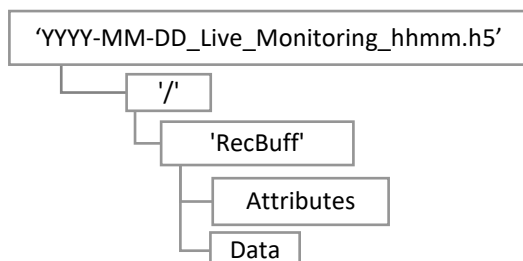 ‘YYYY-MM-DD_Live_Monitoring_hhmm.h5’
'/'
'RecBuff'
Attributes
Data